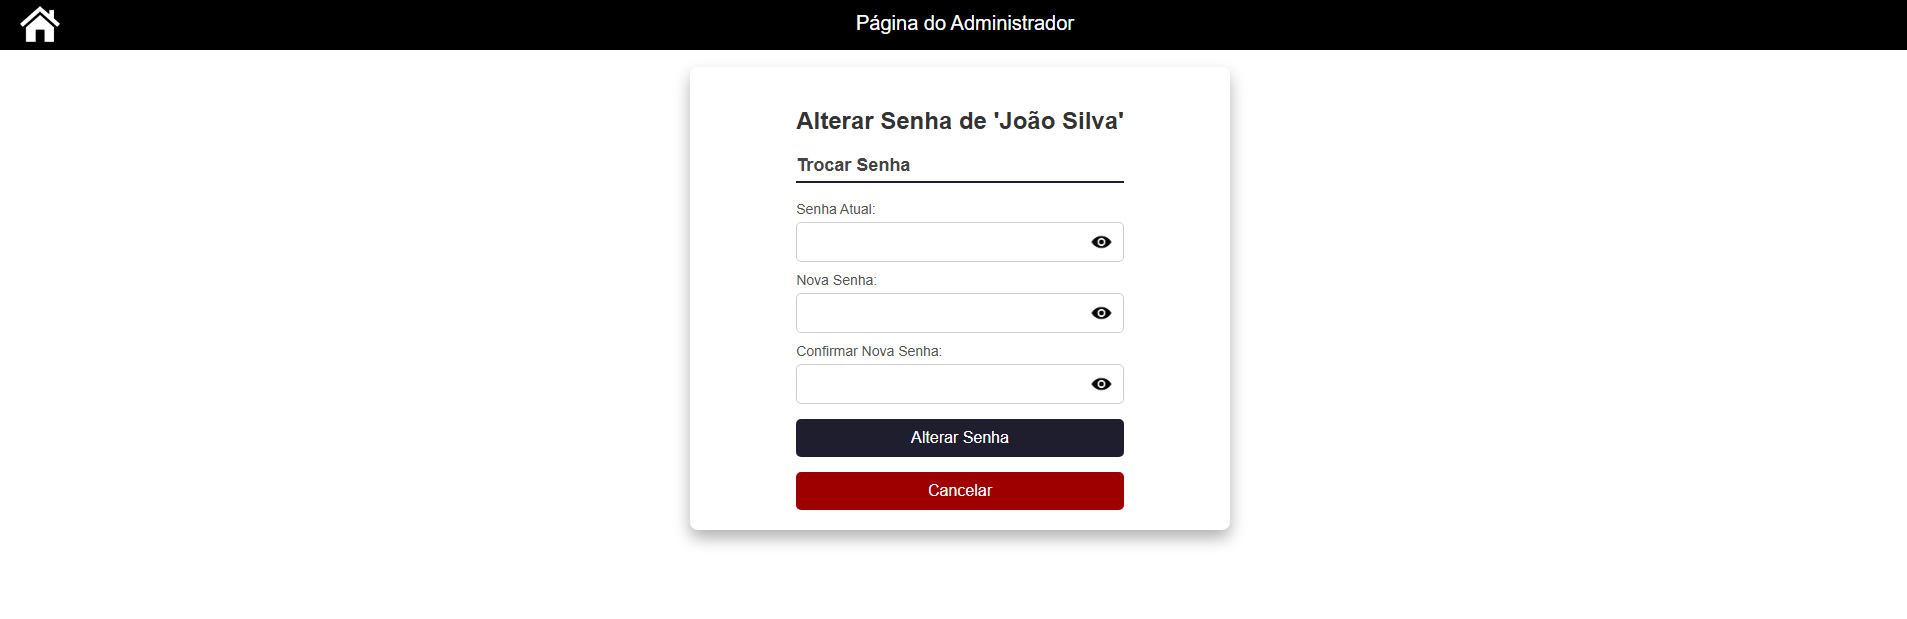 Página do Administrador
Alterar Senha de 'João Silva'
Trocar Senha
Senha Atual:
Nova Senha:
Confirmar Nova Senha:
Alterar Senha
Cancelar